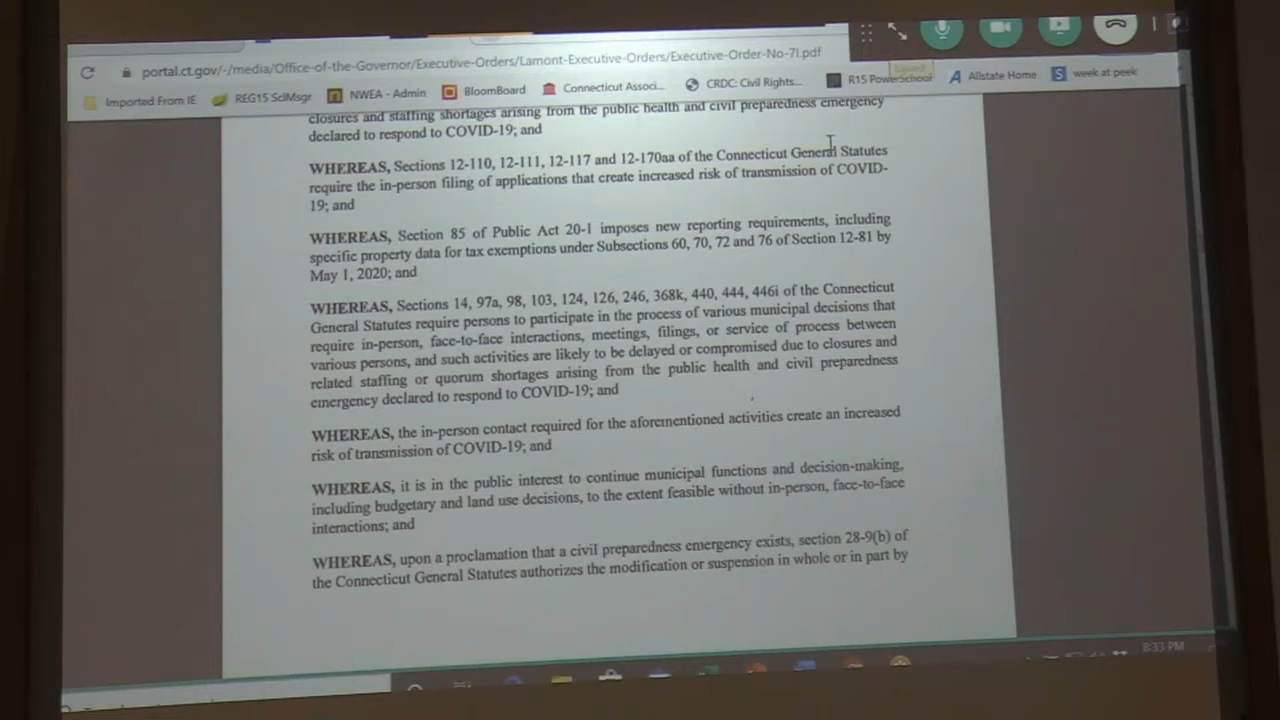 portal.ct.gov/-/media/Office-of-the-Governor/Executive-Orders/Lamont-Executive-Orders/Executive-Order-No-7I.pdf
Imported From IE REG15 SclMsgr NWEA - Admin BloomBoard Connecticut Associ... CRDC: Civil Rights... R15 PowerSchool Allstate Home week at peek
closures and staffing shortages arising from the public health and civil preparedness emergency
declared to respond to COVID-19; and
WHEREAS, Sections 12-110, 12-111, 12-117 and 12-170aa of the Connecticut General Statutes
require the in-person filing of applications that create increased risk of transmission of COVID-
19; and
WHEREAS, Section 85 of Public Act 20-1 imposes new reporting requirements, including
specific property data for tax exemptions under Subsections 60, 70, 72 and 76 of Section 12-81 by
May 1, 2020; and
WHEREAS, Sections 14, 97a, 98, 103, 124, 126, 246, 368k, 440, 444, 446i of the Connecticut
General Statutes require persons to participate in the process of various municipal decisions that
require in-person, face-to-face interactions, meetings, filings, or service of process between
various persons, and such activities are likely to be delayed or compromised due to closures and
related staffing or quorum shortages arising from the public health and civil preparedness
emergency declared to respond to COVID-19; and
WHEREAS, the in-person contact required for the aforementioned activities create an increased
risk of transmission of COVID-19; and
WHEREAS, it is in the public interest to continue municipal functions and decision-making,
including budgetary and land use decisions, to the extent feasible without in-person, face-to-face
interactions; and
WHEREAS, upon a proclamation that a civil preparedness emergency exists, section 28-9(b) of
the Connecticut General Statutes authorizes the modification or suspension in whole or in part by
8:33 PM